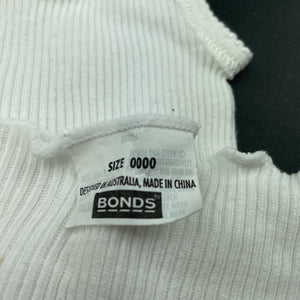 SIZE 0000
DESIGNED IN AUSTRALIA, MADE IN CHINA
BONDS